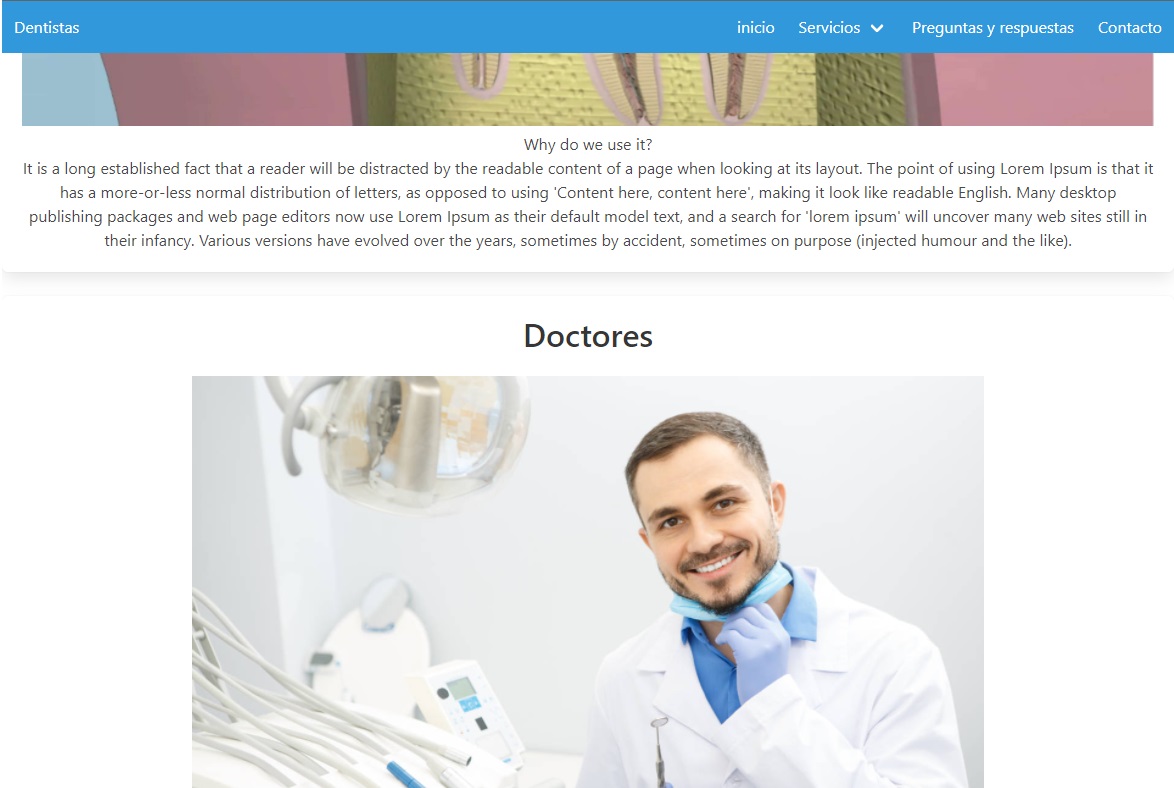 Dentistas
inicio
Servicios
Preguntas y respuestas
Contacto
Why do we use it?
It is a long established fact that a reader will be distracted by the readable content of a page when looking at its layout. The point of using Lorem Ipsum is that it
has a more-or-less normal distribution of letters, as opposed to using 'Content here, content here', making it look like readable English. Many desktop
publishing packages and web page editors now use Lorem Ipsum as their default model text, and a search for 'lorem ipsum' will uncover many web sites still in
their infancy. Various versions have evolved over the years, sometimes by accident, sometimes on purpose (injected humour and the like).
Doctores